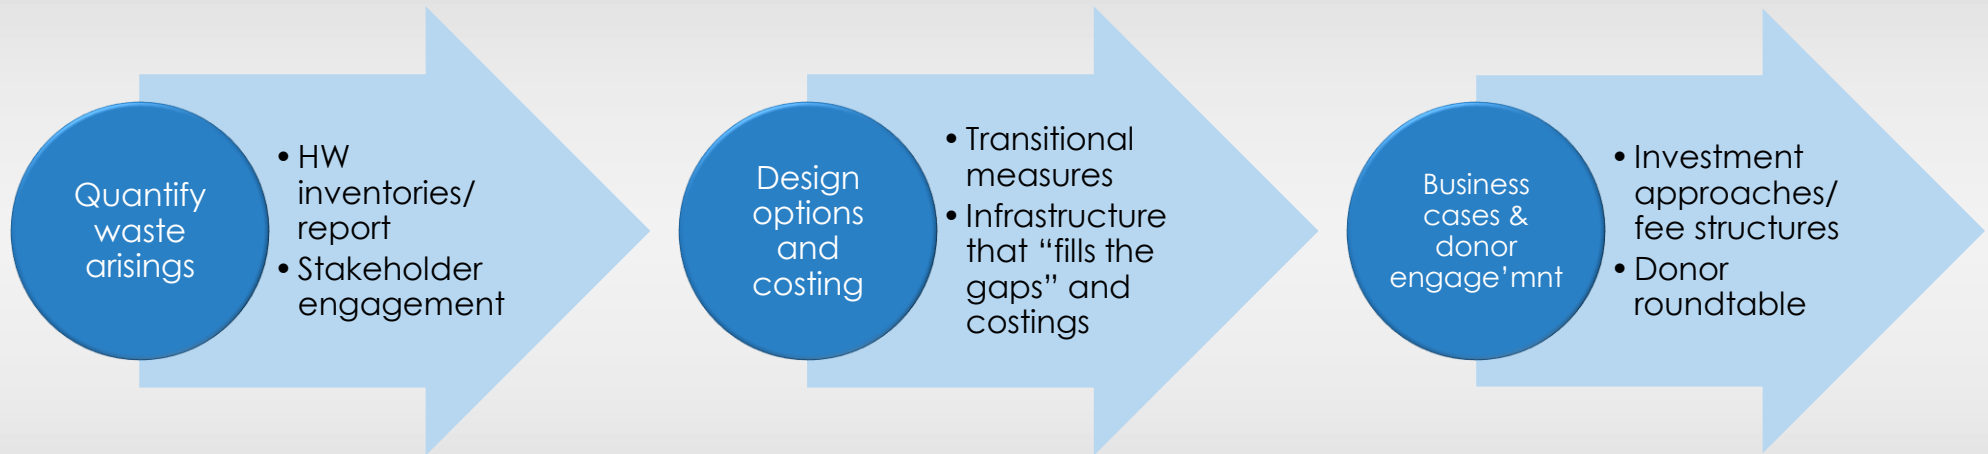 Quantify
waste
arisings
• HW
inventories/
report
• Stakeholder
engagement
Design
options
and
costing
• Transitional
measures
• Infrastructure
that “fills the
gaps” and
costings
Business
cases &
donor
engage’mnt
• Investment
approaches/
fee structures
• Donor
roundtable